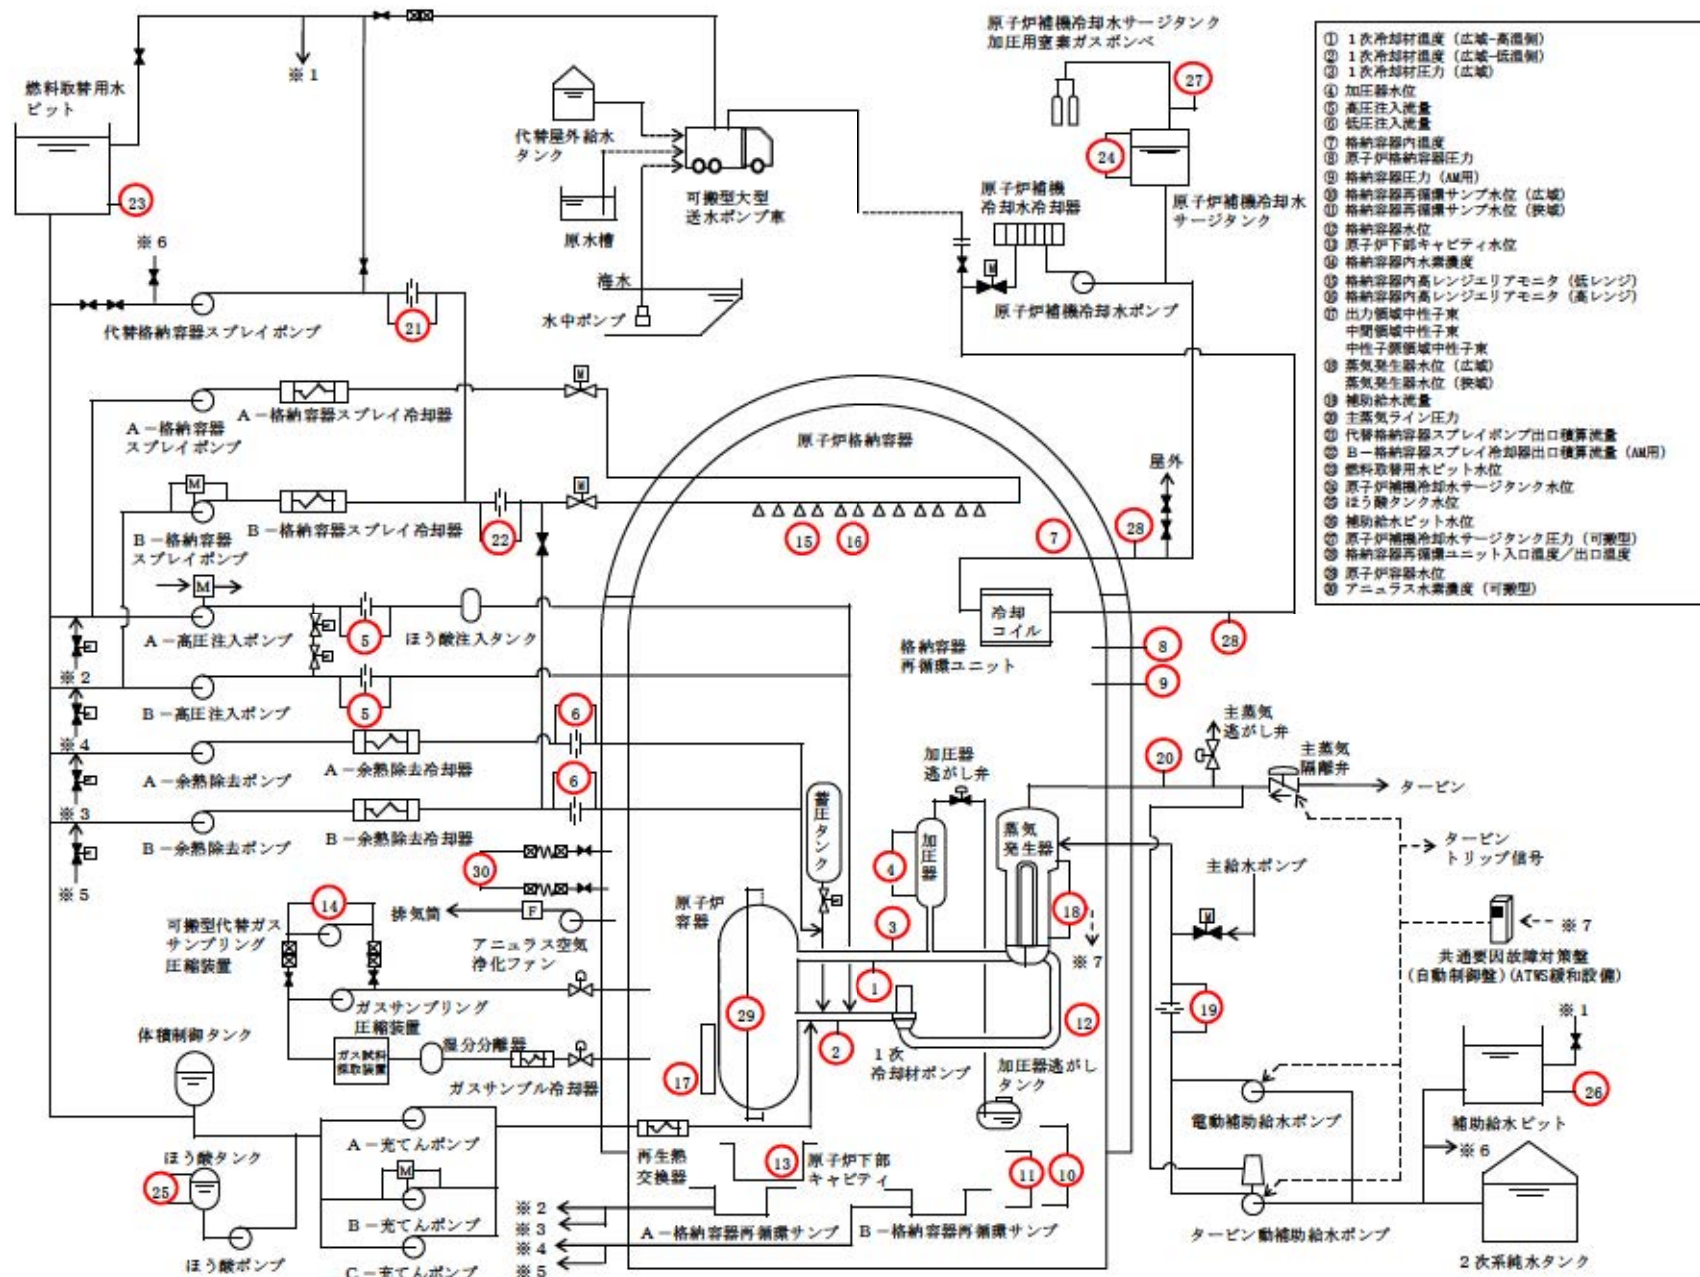 原子炉補機冷却水サージタンク
加圧用窒素ガスボンベ
燃料取替用水
ピット
※1
代替屋外給水
タンク
可搬型大型
送水ポンプ車
原水槽
海水
水中ポンプ
27
24
原子炉補機
冷却水冷却器
原子炉補機冷却水
サージタンク
M
原子炉補機冷却水ポンプ
① 1次冷却材温度(広域-高温側)
② 1次冷却材温度(広域-低温側)
③ 1次冷却材圧力(広域)
④ 加圧器水位
⑤ 高圧注入流量
⑥ 低圧注入流量
⑦ 格納容器内温度
⑧ 原子炉格納容器圧力
⑨ 格納容器圧力(AM用)
⑩ 格納容器再循環サンプ水位(広域)
⑪ 格納容器再循環サンプ水位(狭域)
⑫ 格納容器水位
⑬ 原子炉下部キャビティ水位
⑭ 格納容器内水素濃度
⑮ 格納容器内高レンジエリアモニタ(低レンジ)
⑯ 格納容器内高レンジエリアモニタ(高レンジ)
⑰ 出力領域中性子束
中間領域中性子束
中性子源領域中性子束
⑱ 蒸気発生器水位(広域)
蒸気発生器水位(狭域)
⑲ 補助給水流量
⑳ 主蒸気ライン圧力
㉑ 代替格納容器スプレイポンプ出口積算流量
㉒ B-格納容器スプレイ冷却器出口積算流量(AM用)
㉓ 燃料取替用水ピット水位
㉔ 原子炉補機冷却水サージタンク水位
㉕ ほう酸タンク水位
㉖ 補助給水ピット水位
㉗ 原子炉補機冷却水サージタンク圧力(可搬型)
㉘ 格納容器再循環ユニット入口温度/出口温度
㉙ 原子炉容器水位
㉚ アニュラス水素濃度(可搬型)
23
※6
代替格納容器スプレイポンプ
21
M
A-格納容器
スプレイポンプ
A-格納容器スプレイ冷却器
M
B-格納容器
スプレイポンプ
B-格納容器スプレイ冷却器
22
M
原子炉格納容器
15
16
7
28
屋外
冷却
コイル
格納容器
再循環ユニット
28
8
9
M
A-高圧注入ポンプ
5
ほう酸注入タンク
※2
B-高圧注入ポンプ
5
※4
A-余熱除去ポンプ
A-余熱除去冷却器
6
※3
B-余熱除去ポンプ
B-余熱除去冷却器
6
※5
30
排気筒
F
アニュラス空気
浄化ファン
14
可搬型代替ガス
サンプリング
圧縮装置
ガスサンプリング
圧縮装置
ガス試料
採取装置
湿分分離器
ガスサンプル冷却器
蓄圧タンク
加圧器
逃がし弁
加圧器
4
蒸気
発生器
18
※7
原子炉
容器
3
1
29
2
17
1次
冷却材ポンプ
12
加圧器逃がし
タンク
主蒸気
逃がし弁
20
主蒸気
隔離弁
タービン
タービン
トリップ信号
主給水ポンプ
M
※7
共通要因故障対策盤
(自動制御盤)(ATWS緩和設備)
19
※1
26
補助給水ピット
電動補助給水ポンプ
※6
タービン動補助給水ポンプ
2次系純水タンク
体積制御タンク
ほう酸タンク
25
ほう酸ポンプ
A-充てんポンプ
M
B-充てんポンプ
C-充てんポンプ
再生熱
交換器
13
原子炉下部
キャビティ
11
10
※2
※3
※4
※5
A-格納容器再循環サンプ
B-格納容器再循環サンプ